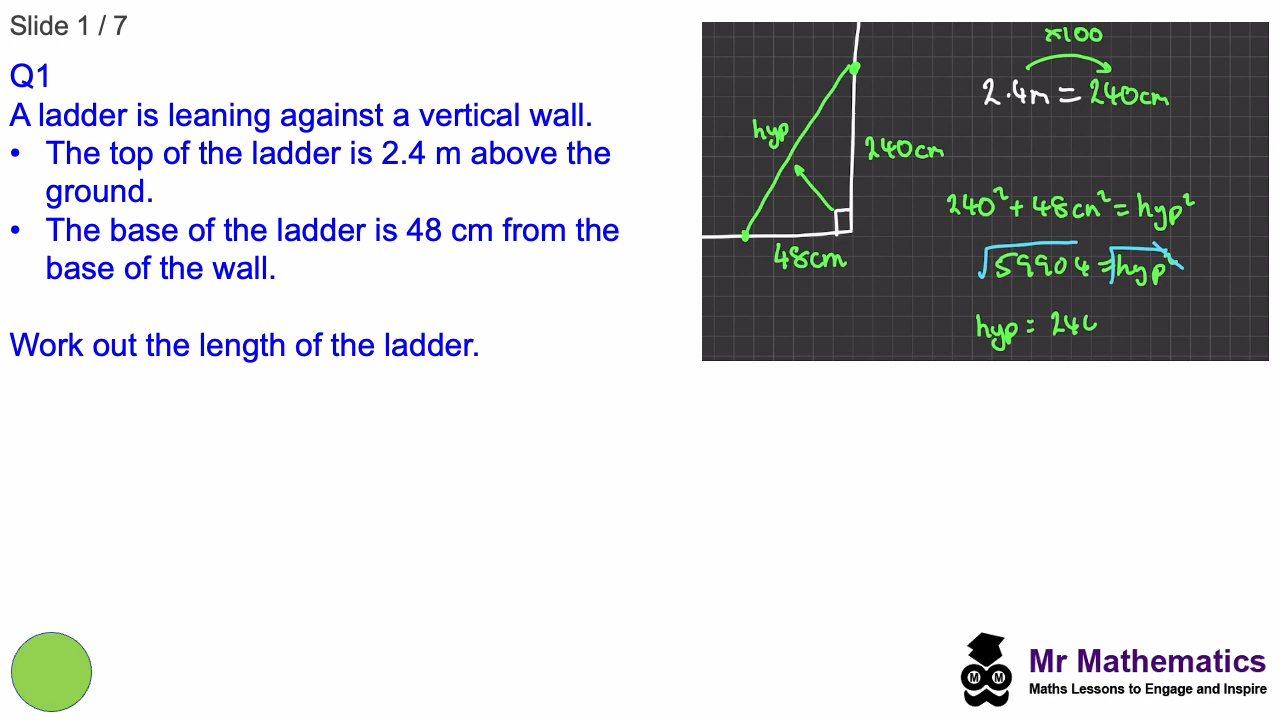 Slide 1 / 7
Q1
A ladder is leaning against a vertical wall.
• The top of the ladder is 2.4 m above the
ground.
• The base of the ladder is 48 cm from the
base of the wall.
Work out the length of the ladder.
×100
2.4m = 240cm
hyp
240cm
48cm
240² + 48cm² = hyp²
√59904 = √hyp²
hyp = 24
M M
Mr Mathematics
Maths Lessons to Engage and Inspire